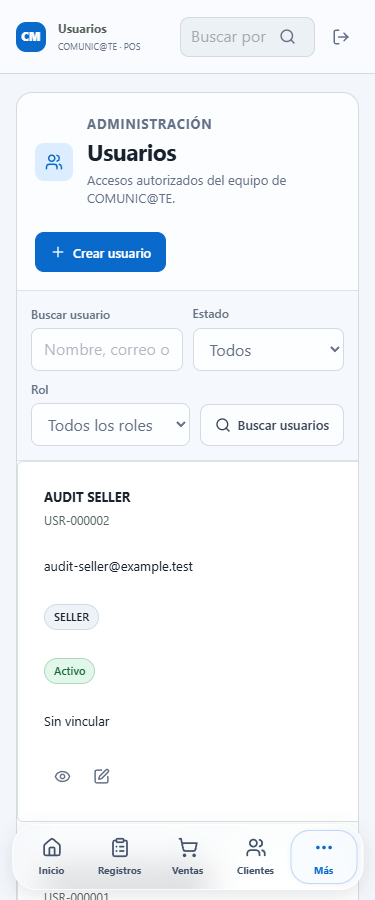 CM
Usuarios
COMUNIC@TE · POS
Buscar por
ADMINISTRACIÓN
Usuarios
Accesos autorizados del equipo de
COMUNIC@TE.
Crear usuario
Buscar usuario
Estado
Nombre, correo o
Todos
Rol
Todos los roles
Buscar usuarios
AUDIT SELLER
USR-000002
audit-seller@example.test
SELLER
Activo
Sin vincular
Inicio
Registros
Ventas
Clientes
Más
USR-000001